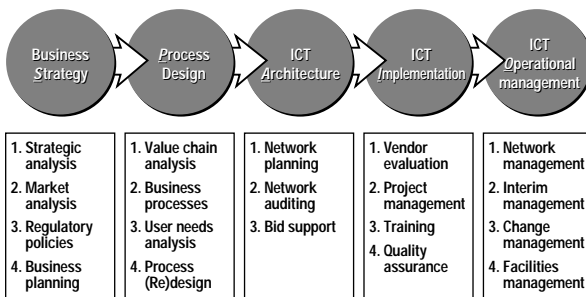 Business
Strategy
Process
Design
ICT
Architecture
ICT
Implementation
ICT
Operational
management
1. Strategic
analysis
2. Market
analysis
3. Regulatory
policies
4. Business
planning
1. Value chain
analysis
2. Business
processes
3. User needs
analysis
4. Process
(Re)design
1. Network
planning
2. Network
auditing
3. Bid support
1. Vendor
evaluation
2. Project
management
3. Training
4. Quality
assurance
1. Network
management
2. Interim
management
3. Change
management
4. Facilities
management